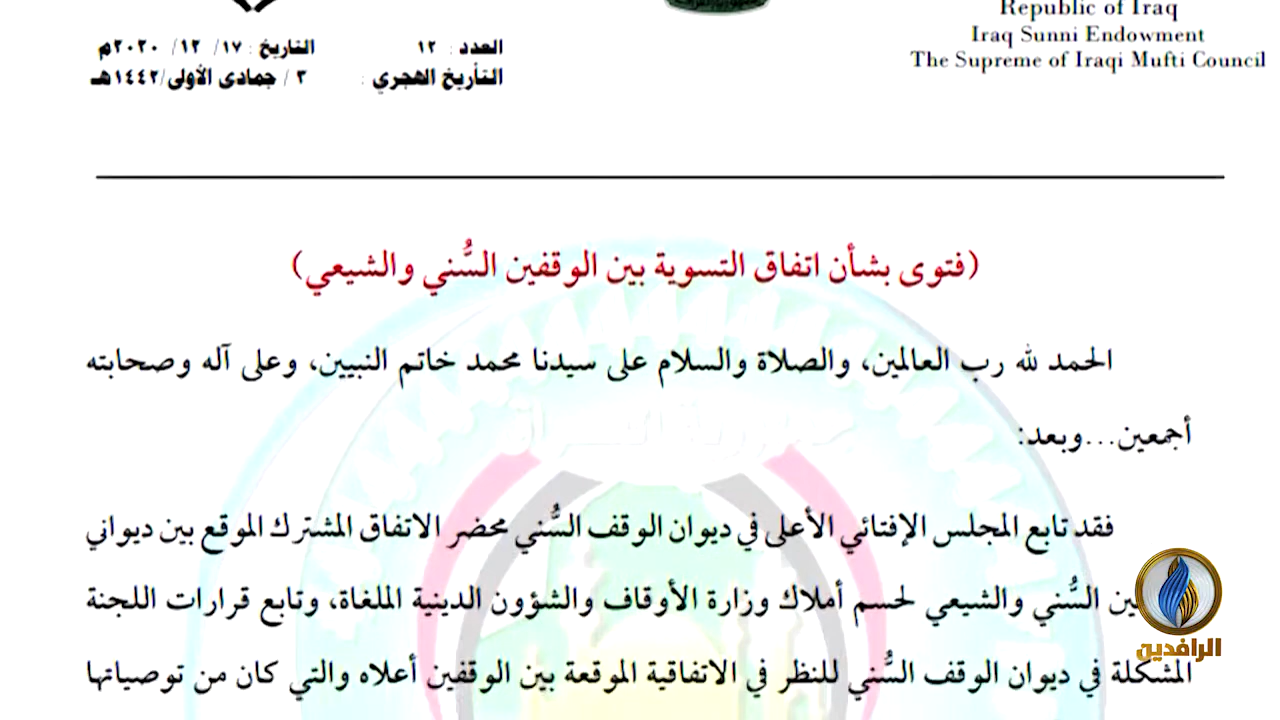 Republic of Iraq
Iraq Sunni Endowment
The Supreme of Iraqi Mufti Council
العدد : ١٢
التاريخ : ١٧/ ١٢/ ٢٠٢٠م
التأريخ الهجري : ٢ / جمادى الأولى/١٤٤٢هـ
(فتوى بشأن اتفاق التسوية بين الوقفين السُّني والشيعي)
الحمد لله رب العالمين، والصلاة والسلام على سيدنا محمد خاتم النبيين، وعلى آله وصحابته
أجمعين...وبعد:
فقد تابع المجلس الإفتائي الأعلى في ديوان الوقف السُّني محضر الاتفاق المشترك الموقع بين ديواني
السُّني والشيعي لحسم أملاك وزارة الأوقاف والشؤون الدينية الملغاة، وتابع قرارات اللجنة
المشكلة في ديوان الوقف السُّني للنظر في الاتفاقية الموقعة بين الوقفين أعلاه والتي كان من توصياتها
الرافدين